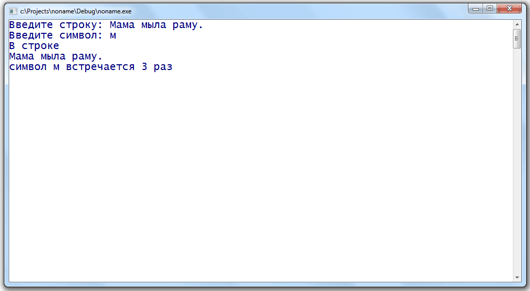 c:\Projects\noname\Debug\noname.exe
Введите строку: Мама мыла раму.
Введите символ: м
В строке
Мама мыла раму.
символ м встречается 3 раз